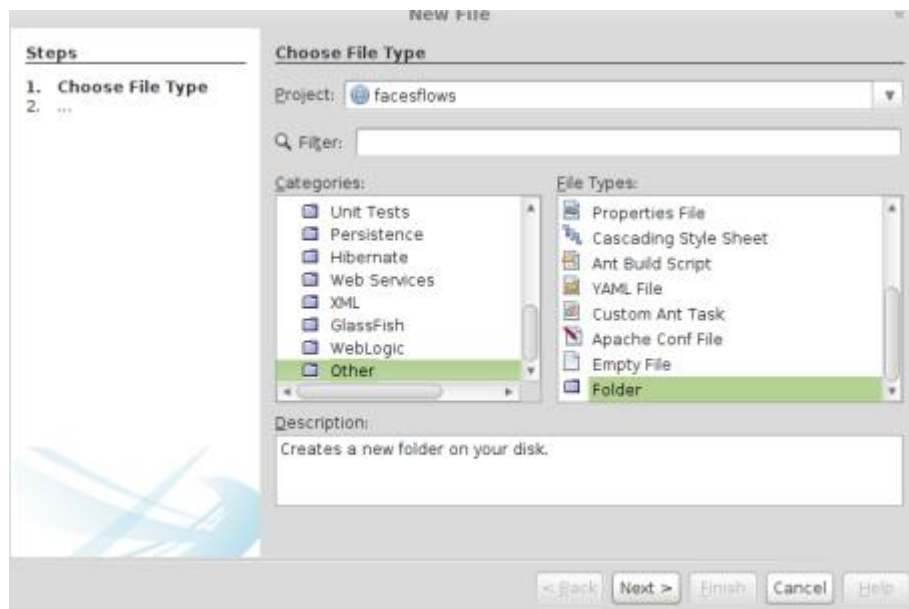 New File
Steps
1. Choose File Type
2. ...
Choose File Type
Project: facesflows
Filter:
Categories:
Unit Tests
Persistence
Hibernate
Web Services
XML
GlassFish
WebLogic
Other
File Types:
Properties File
Cascading Style Sheet
Ant Build Script
YAML File
Custom Ant Task
Apache Conf File
Empty File
Folder
Description:
Creates a new folder on your disk.
< Back Next > Finish Cancel Help